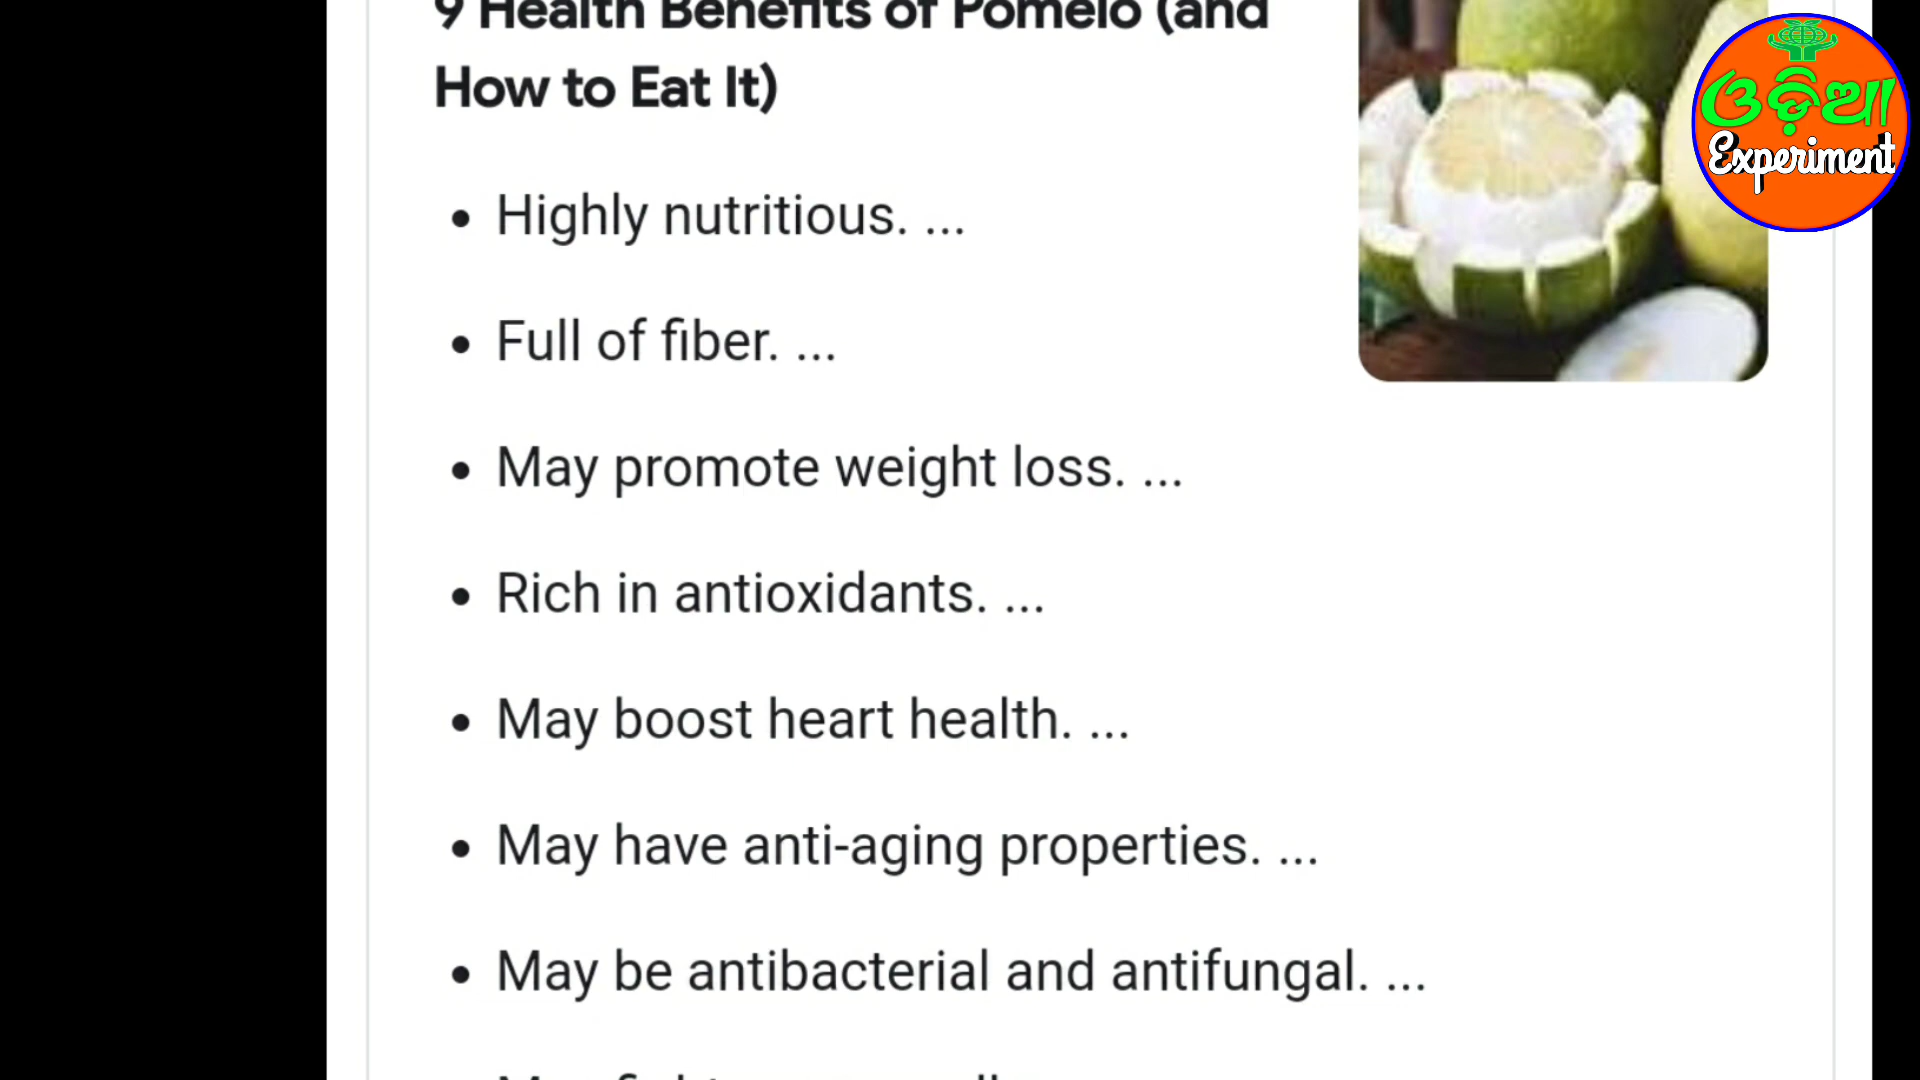 9 Health Benefits of Pomelo (and
How to Eat It)
• Highly nutritious. ...
• Full of fiber. ...
• May promote weight loss. ...
• Rich in antioxidants. ...
• May boost heart health. ...
• May have anti-aging properties. ...
• May be antibacterial and antifungal. ...
ଓଡ଼ିଆ
Experiment